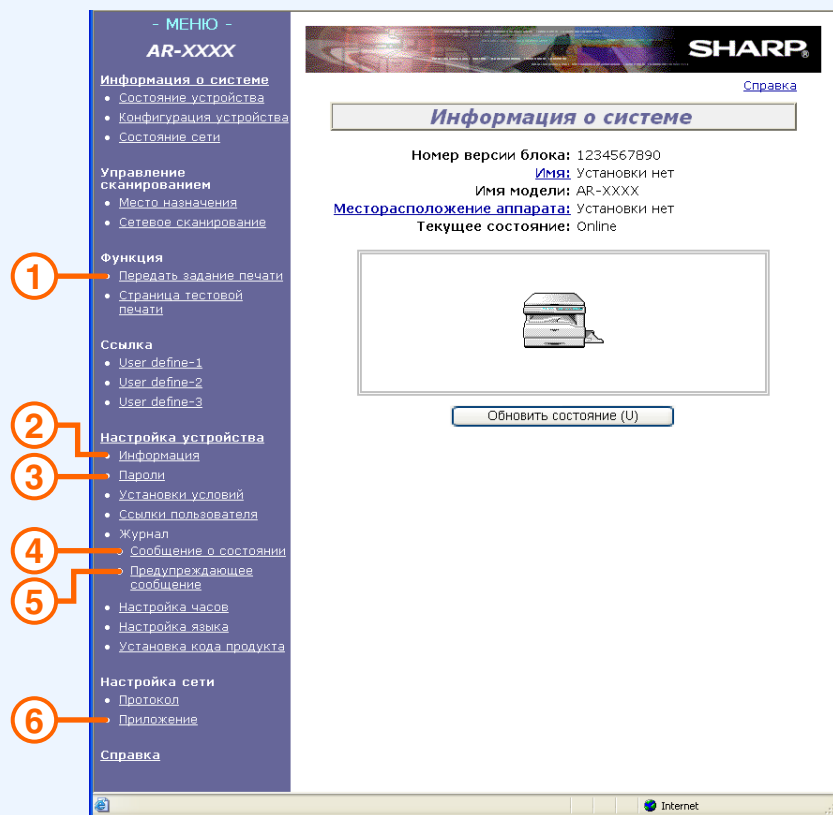 - МЕНЮ -
AR-XXXX
Информация о системе
Состояние устройства
Конфигурация устройства
Состояние сети
Управление
сканированием
Место назначения
Сетевое сканирование
Функция
1
Передать задание печати
Страница тестовой
печати
Ссылка
User define-1
User define-2
User define-3
2
Настройка устройства
Информация
3
Пароли
Установки условий
Ссылки пользователя
Журнал
4
Сообщение о состоянии
5
Предупреждающее
сообщение
Настройка часов
Настройка языка
Установка кода продукта
Настройка сети
Протокол
6
Приложение
Справка
SHARP®
Справка
Информация о системе
Номер версии блока: 1234567890
Имя: Установки нет
Имя модели: AR-XXXX
Месторасположение аппарата: Установки нет
Текущее состояние: Online
Обновить состояние (U)
Internet